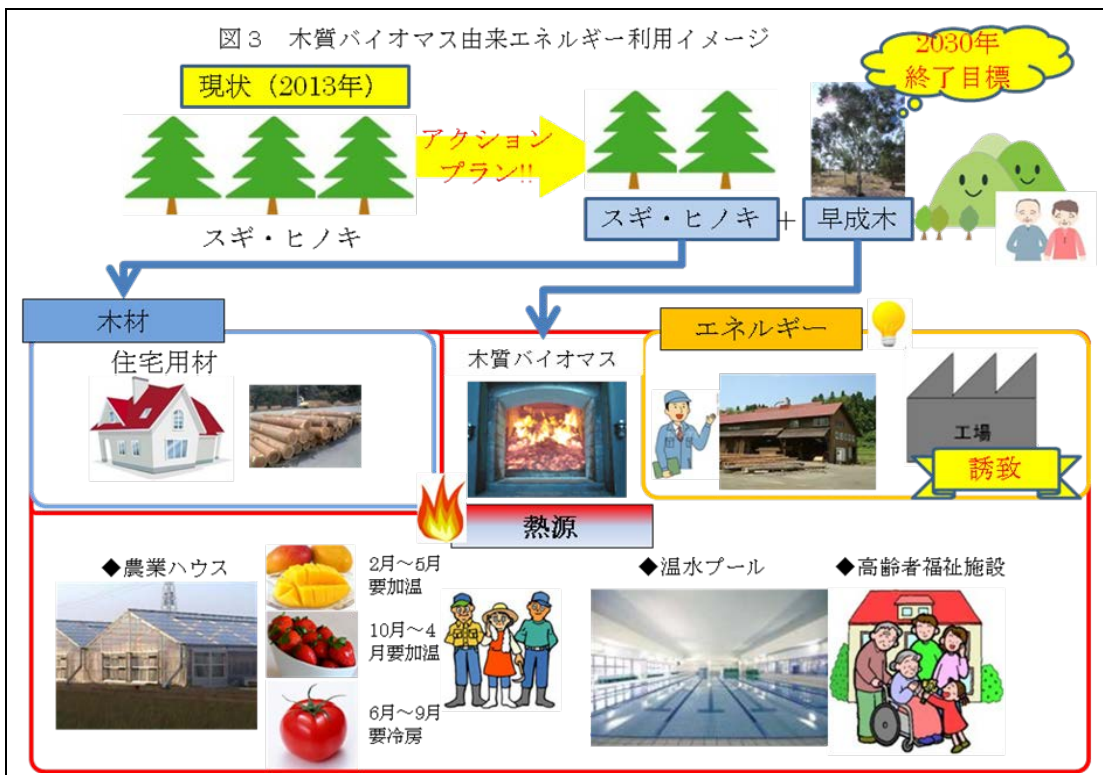 図3 木質バイオマス由来エネルギー利用イメージ
現状(2013年)
アクション
プラン!!
2030年
終了目標
スギ・ヒノキ
スギ・ヒノキ
+
早成木
木材
住宅用材
木質バイオマス
エネルギー
工場
誘致
熱源
◆農業ハウス
2月~5月
要加温
10月~4
月要加温
6月~9月
要冷房
◆温水プール
◆高齢者福祉施設